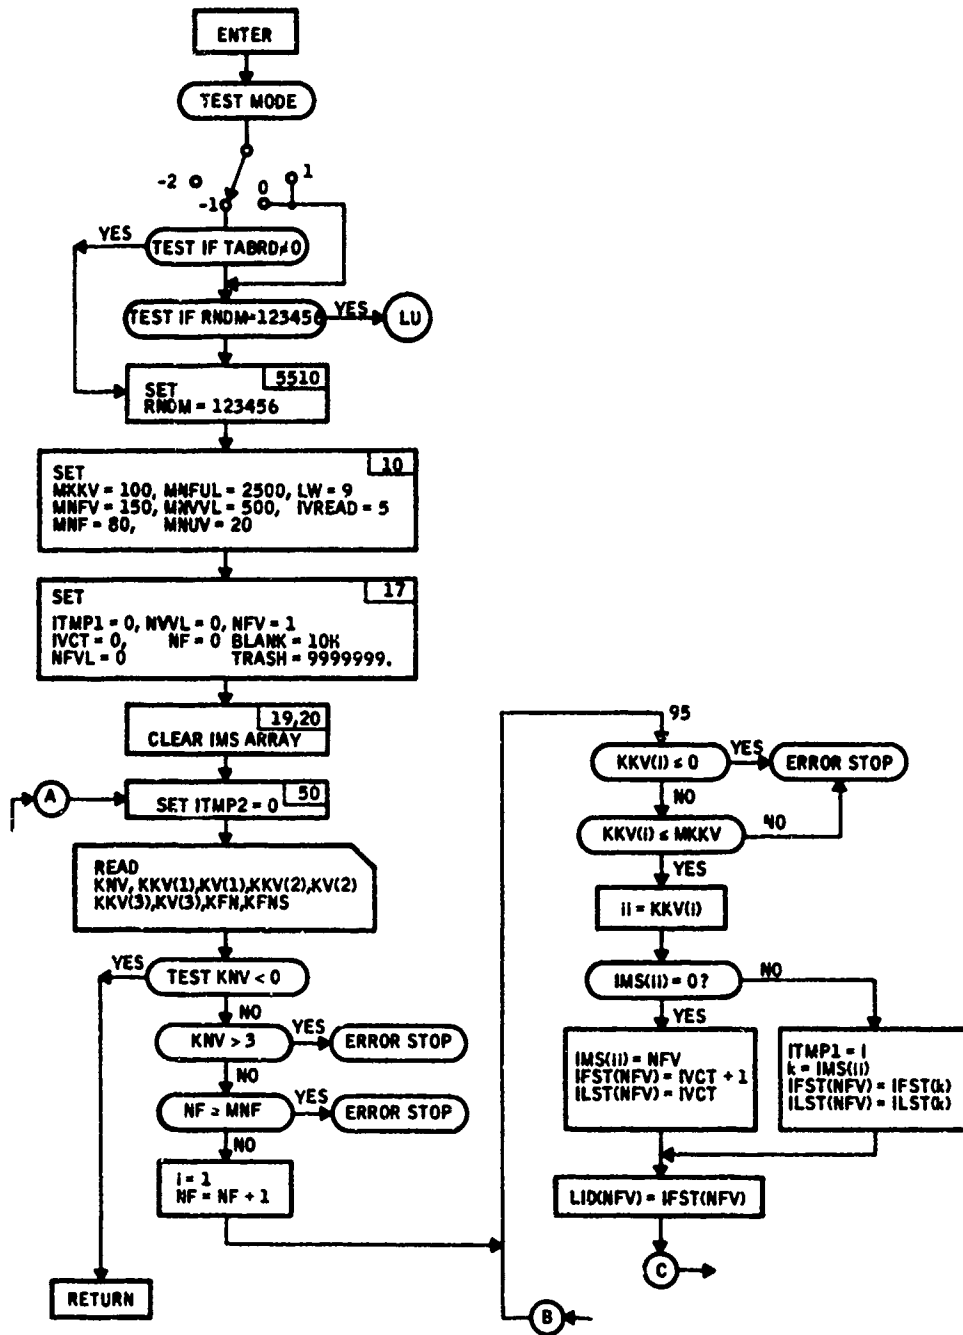 ENTER
TEST MODE
-2
-1
0
1
YES
TEST IF TABRD≠0
TEST IF RNDM=123456
YES
LU
5510
SET
RNDM = 123456
10
SET
MKKV = 100, MNFUL = 2500, LW = 9
MNFV = 150, MNVVL = 500, IVREAD = 5
MNF = 80, MNUV = 20
17
SET
ITMP1 = 0, NVVL = 0, NFV = 1
IVCT = 0, NF = 0 BLANK = 10H
NFVL = 0 TRASH = 9999999.
19,20
CLEAR IMS ARRAY
A
50
SET ITMP2 = 0
READ
KNV, KKV(1),KV(1),KKV(2),KV(2)
KKV(3),KV(3),KFN,KFNS
YES
TEST KNV < 0
NO
KNV > 3
YES
ERROR STOP
NO
NF ≥ MNF
YES
ERROR STOP
NO
i = 1
NF = NF + 1
RETURN
95
KKV(i) ≤ 0
YES
ERROR STOP
NO
KKV(i) ≤ MKKV
NO
YES
ii = KKV(i)
IMS(ii) = 0?
NO
YES
IMS(ii) = NFV
IFST(NFV) = IVCT + 1
ILST(NFV) = IVCT
ITMP1 = 1
k = IMS(ii)
IFST(NFV) = IFST(k)
ILST(NFV) = ILST(k)
LID(NFV) = IFST(NFV)
C
B